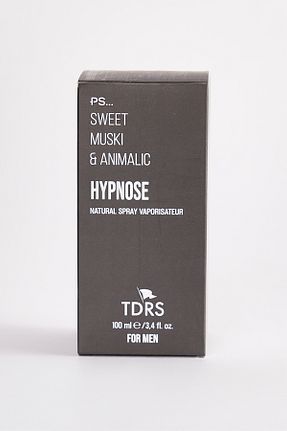 PS...
SWEET
MUSKI
& ANIMALIC
HYPNOSE
NATURAL SPRAY VAPORISATEUR
TDRS
100 ml ℮/3,4 fl. oz.
FOR MEN